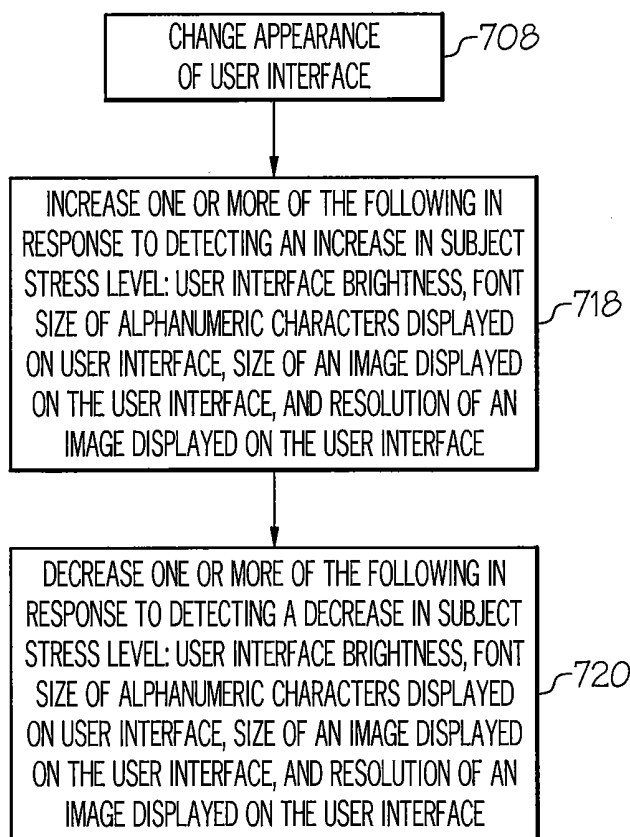 CHANGE APPEARANCE
OF USER INTERFACE
708
INCREASE ONE OR MORE OF THE FOLLOWING IN
RESPONSE TO DETECTING AN INCREASE IN SUBJECT
STRESS LEVEL: USER INTERFACE BRIGHTNESS, FONT
SIZE OF ALPHANUMERIC CHARACTERS DISPLAYED
ON USER INTERFACE, SIZE OF AN IMAGE DISPLAYED
ON THE USER INTERFACE, AND RESOLUTION OF AN
IMAGE DISPLAYED ON THE USER INTERFACE
718
DECREASE ONE OR MORE OF THE FOLLOWING IN
RESPONSE TO DETECTING A DECREASE IN SUBJECT
STRESS LEVEL: USER INTERFACE BRIGHTNESS, FONT
SIZE OF ALPHANUMERIC CHARACTERS DISPLAYED
ON USER INTERFACE, SIZE OF AN IMAGE DISPLAYED
ON THE USER INTERFACE, AND RESOLUTION OF AN
IMAGE DISPLAYED ON THE USER INTERFACE
720